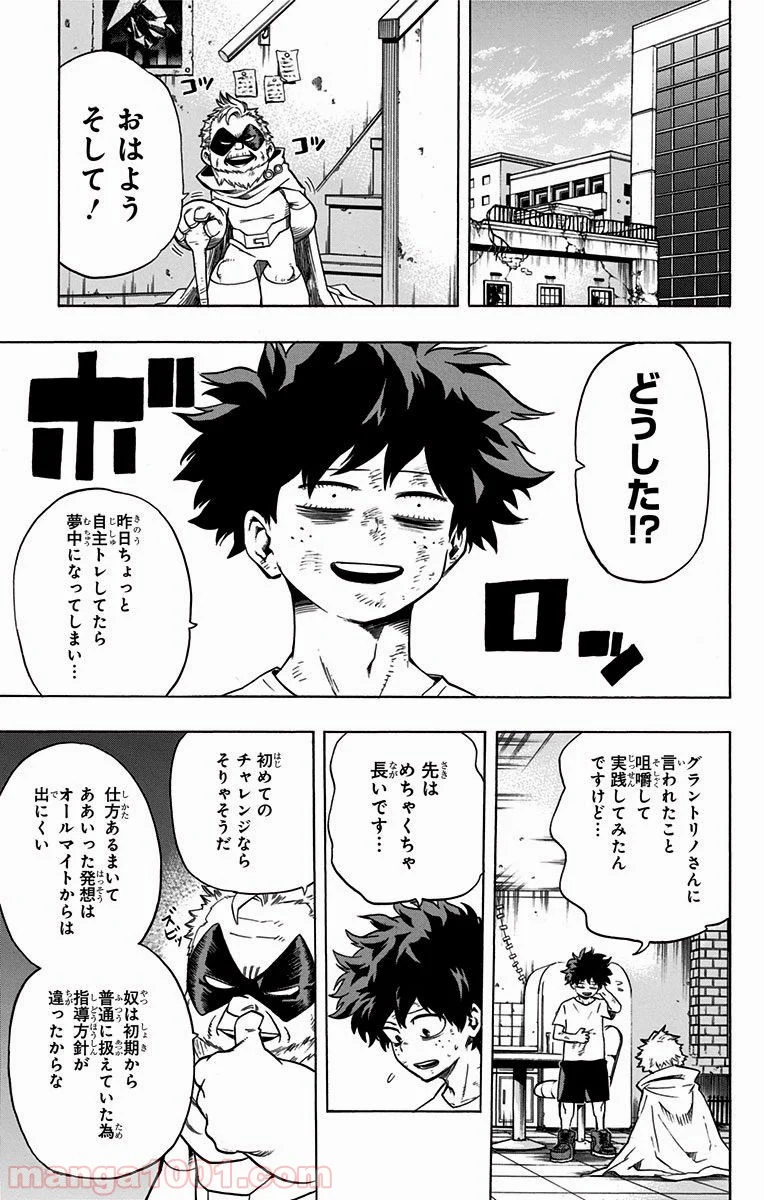 おはよう
そして!
コッ
コッ
G
どうした!?
ボ
ロ
昨日ちょっと
自主トレしてたら
夢中になってしまい…
グラントリノさんに
言われたこと
咀嚼して
実践してみたん
ですけど…
先は
めちゃくちゃ
長いです…
初めての
チャレンジなら
そりゃそうだ
ズビッ
仕方あるまいて
ああいった発想は
オールマイトからは
出にくい
奴は初期から
普通に扱えていた為
指導方針が
違ったからな
manga1001.com